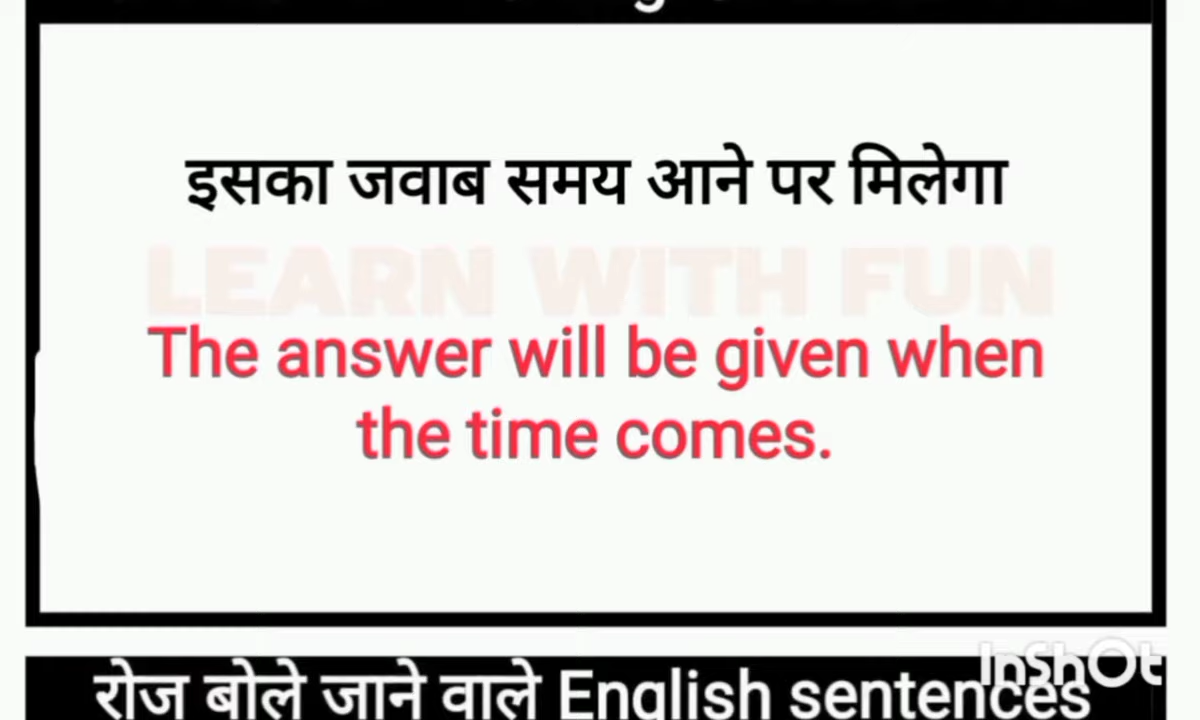 इसका जवाब समय आने पर मिलेगा
LEARN WITH FUN
The answer will be given when
the time comes.
रोज बोले जाने वाले English sentences
InShOt